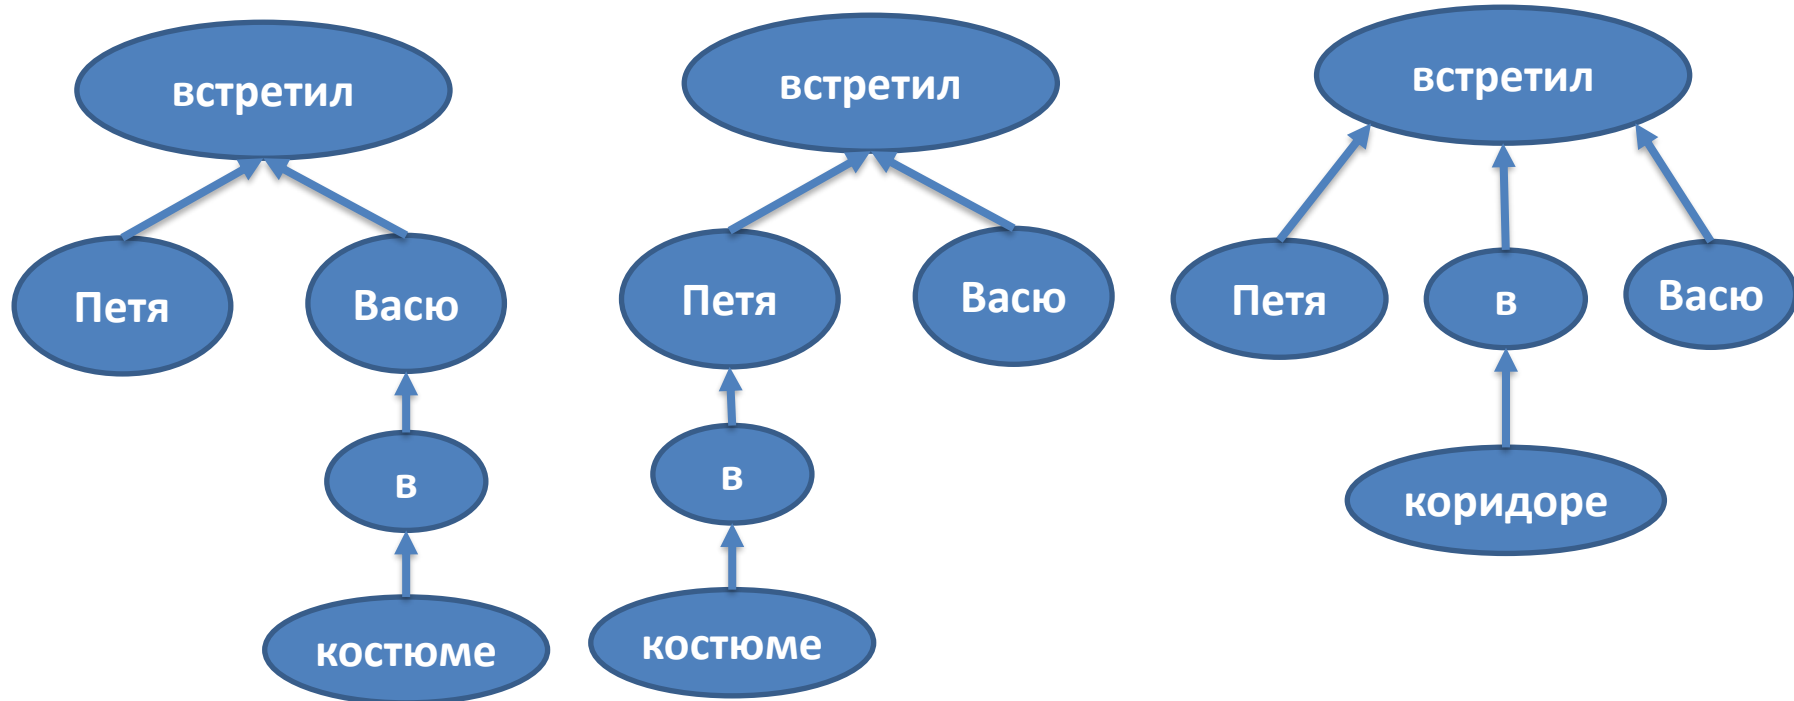 встретил
Петя
Васю
в
костюме
встретил
Петя
Васю
в
костюме
встретил
Петя
в
Васю
коридоре